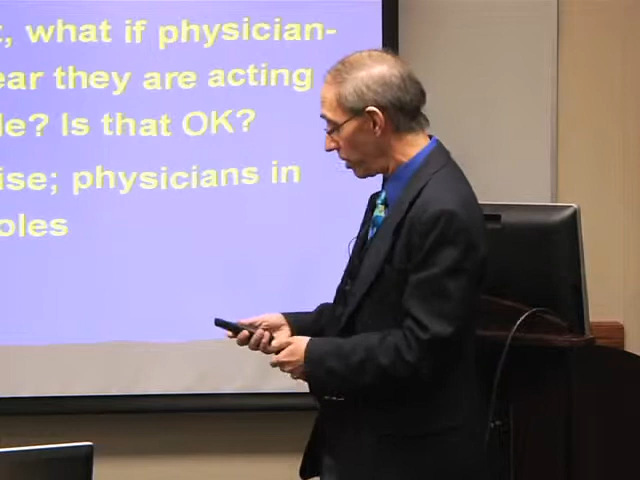 , what if physician-
ear they are acting
le? Is that OK?
ise; physicians in
oles